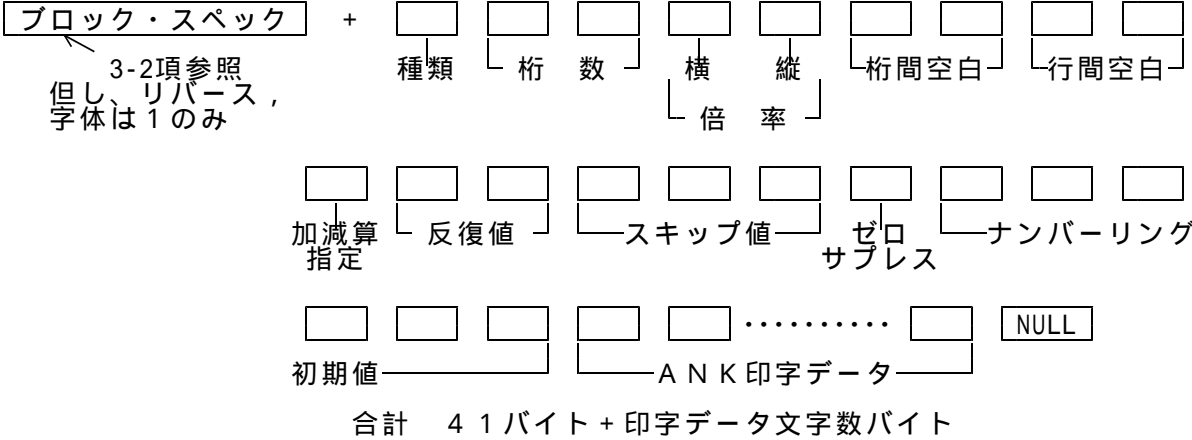 ブロック・スペック +
3-2項参照
但し、リバース,
字体は1のみ
種類 桁 数 横 縦 桁間空白 行間空白
倍 率
加減算 反復値 スキップ値 ゼロ ナンバーリング
指定 サプレス
・・・・・・・・・・ NULL
初期値 ANK印字データ
合計 41バイト+印字データ文字数バイト